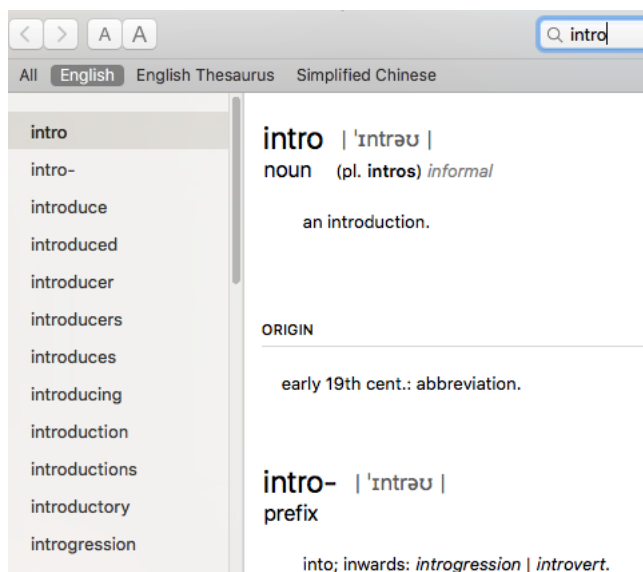 A A
intro
All English English Thesaurus Simplified Chinese
intro
intro-
introduce
introduced
introducer
introducers
introduces
introducing
introduction
introductions
introductory
introgression
intro | ˈɪntrəʊ |
noun (pl. intros) informal
an introduction.
ORIGIN
early 19th cent.: abbreviation.
intro- | ˈɪntrəʊ |
prefix
into; inwards: introgression | introvert.